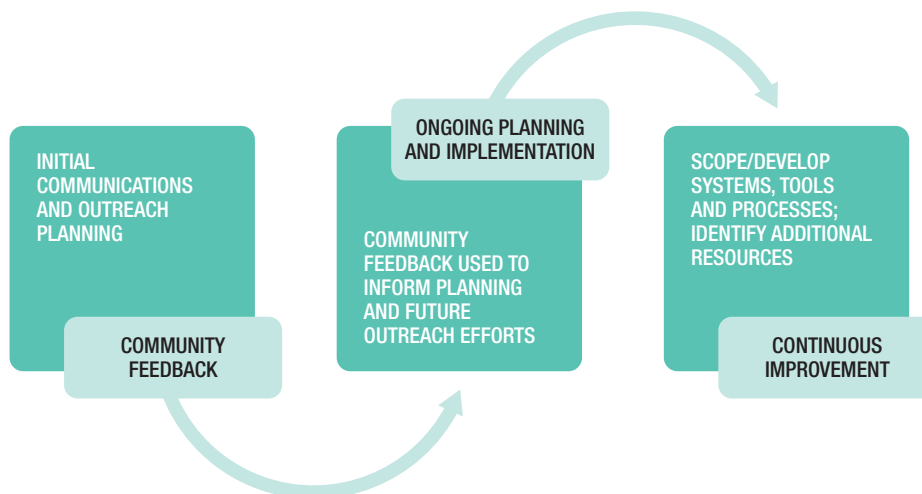 INITIAL
COMMUNICATIONS
AND OUTREACH
PLANNING
COMMUNITY
FEEDBACK
ONGOING PLANNING
AND IMPLEMENTATION
COMMUNITY
FEEDBACK USED TO
INFORM PLANNING
AND FUTURE
OUTREACH EFFORTS
SCOPE/DEVELOP
SYSTEMS, TOOLS
AND PROCESSES;
IDENTIFY ADDITIONAL
RESOURCES
CONTINUOUS
IMPROVEMENT